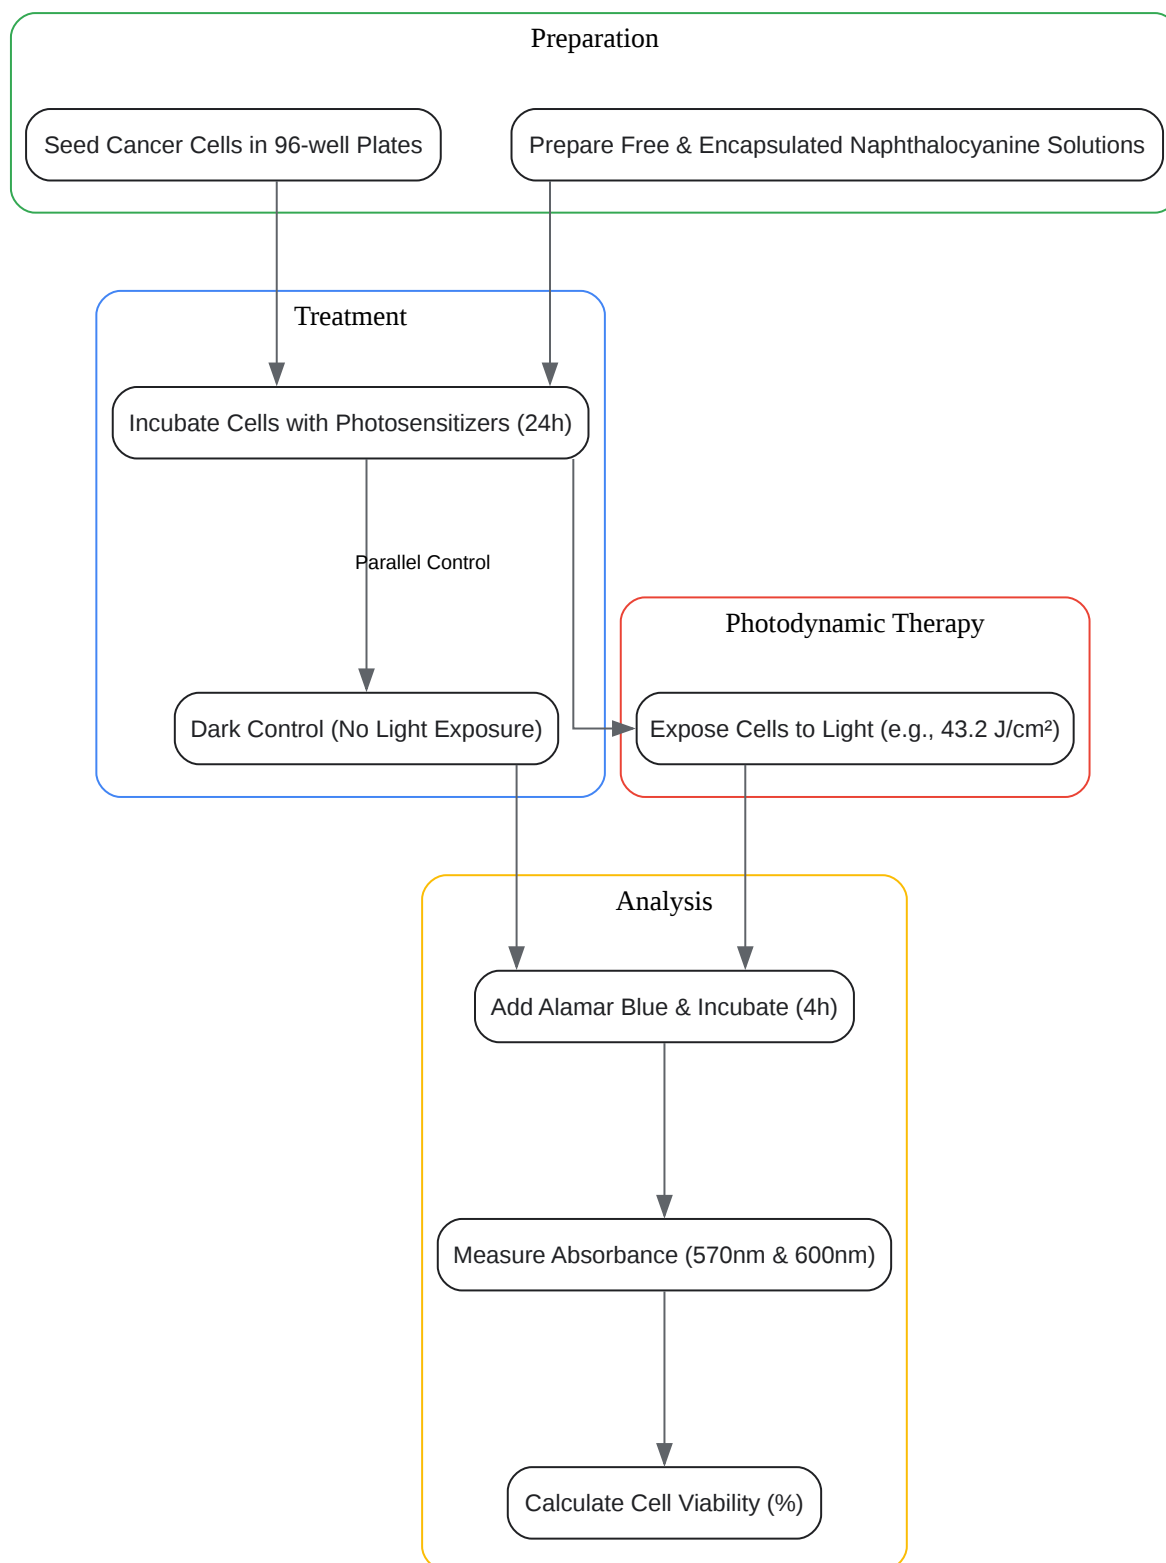 Preparation
Seed Cancer Cells in 96-well Plates
Prepare Free & Encapsulated Naphthalocyanine Solutions
Treatment
Incubate Cells with Photosensitizers (24h)
Parallel Control
Photodynamic Therapy
Dark Control (No Light Exposure)
Expose Cells to Light (e.g., 43.2 J/cm²)
Analysis
Add Alamar Blue & Incubate (4h)
Measure Absorbance (570nm & 600nm)
Calculate Cell Viability (%)